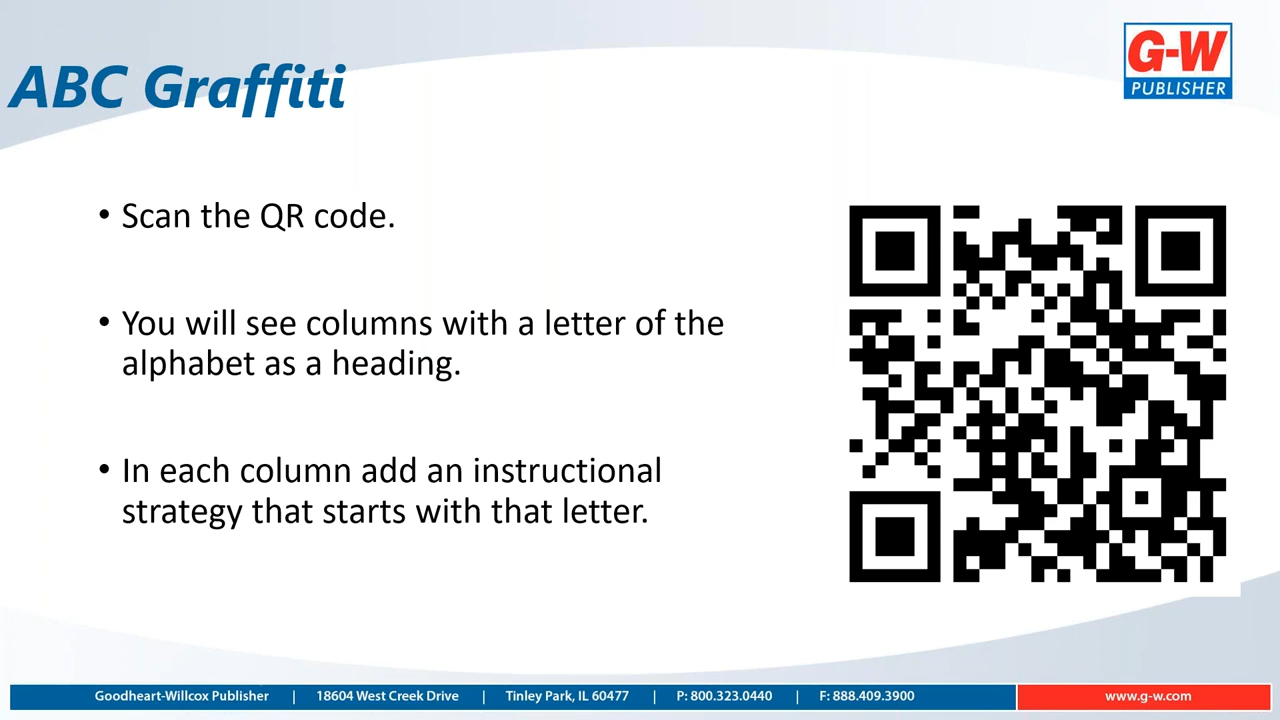 ABC Graffiti
G-W
PUBLISHER
• Scan the QR code.
• You will see columns with a letter of the
alphabet as a heading.
• In each column add an instructional
strategy that starts with that letter.
Goodheart-Willcox Publisher | 18604 West Creek Drive | Tinley Park, IL 60477 | P: 800.323.0440 | F: 888.409.3900 www.g-w.com